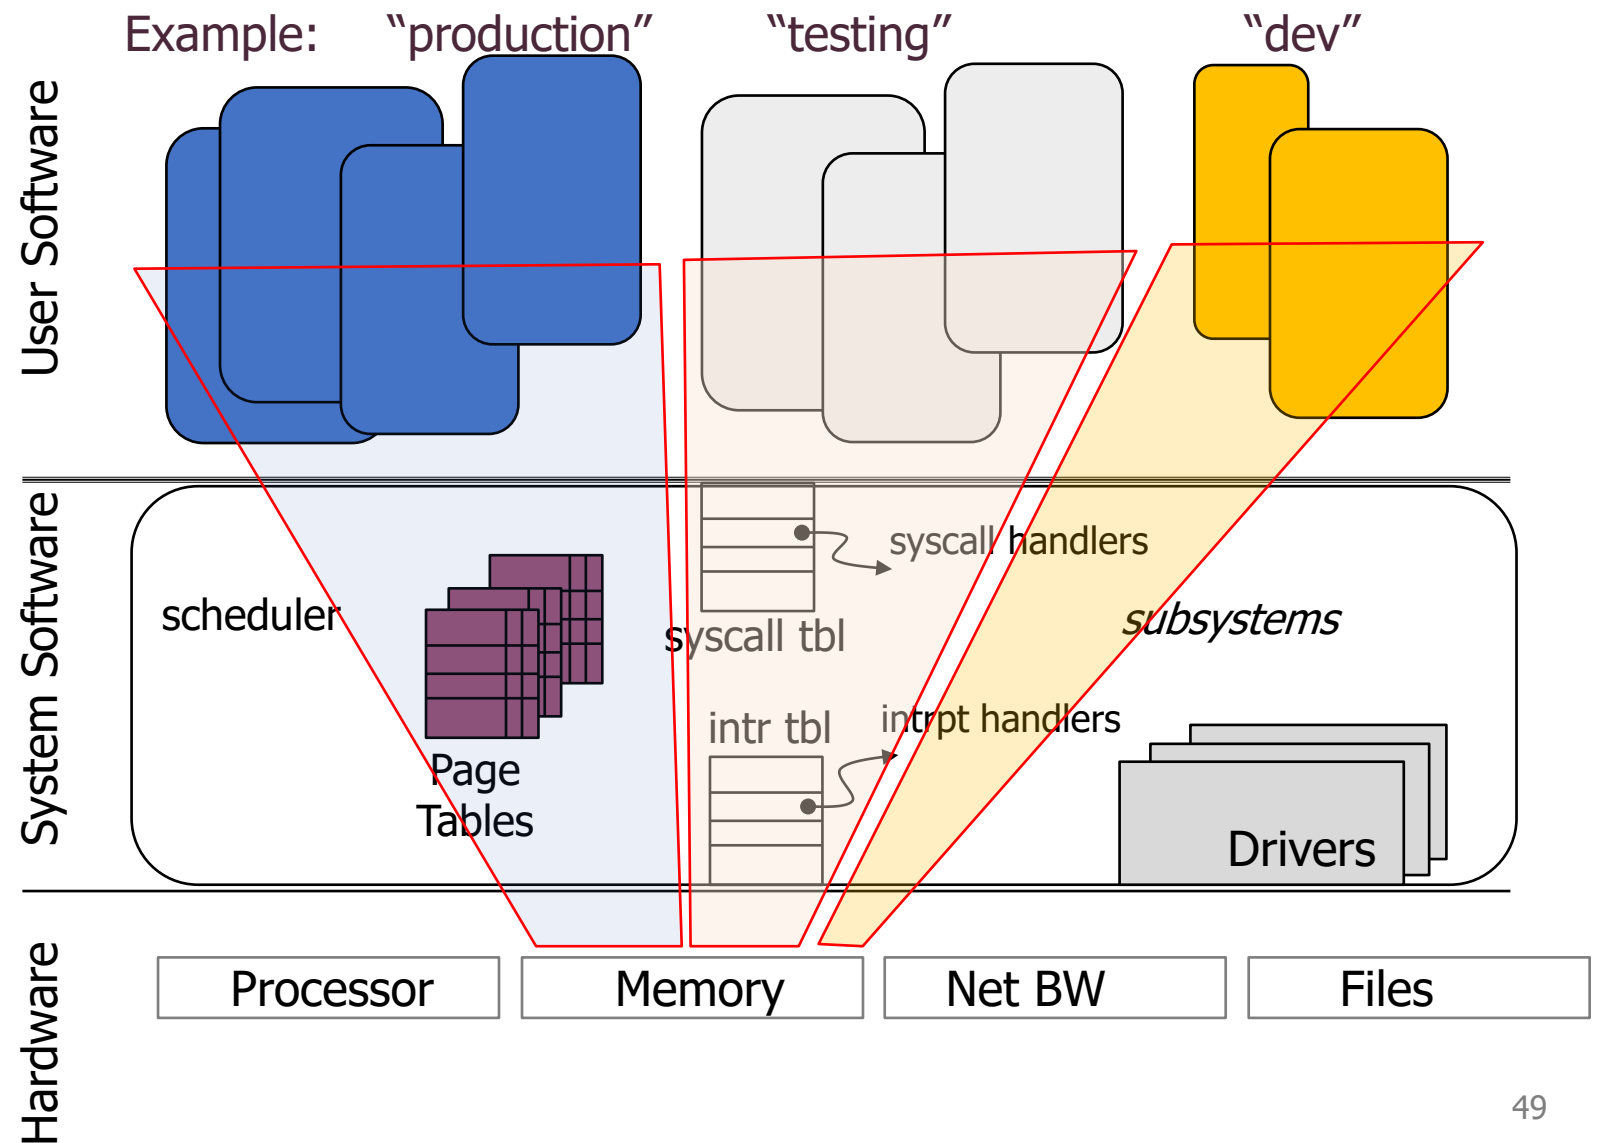 Example: “production” “testing” “dev”
User Software
System Software
syscall handlers
scheduler
subsystems
syscall tbl
intr tbl
intrpt handlers
Page
Tables
Drivers
Hardware
Processor
Memory
Net BW
Files
49